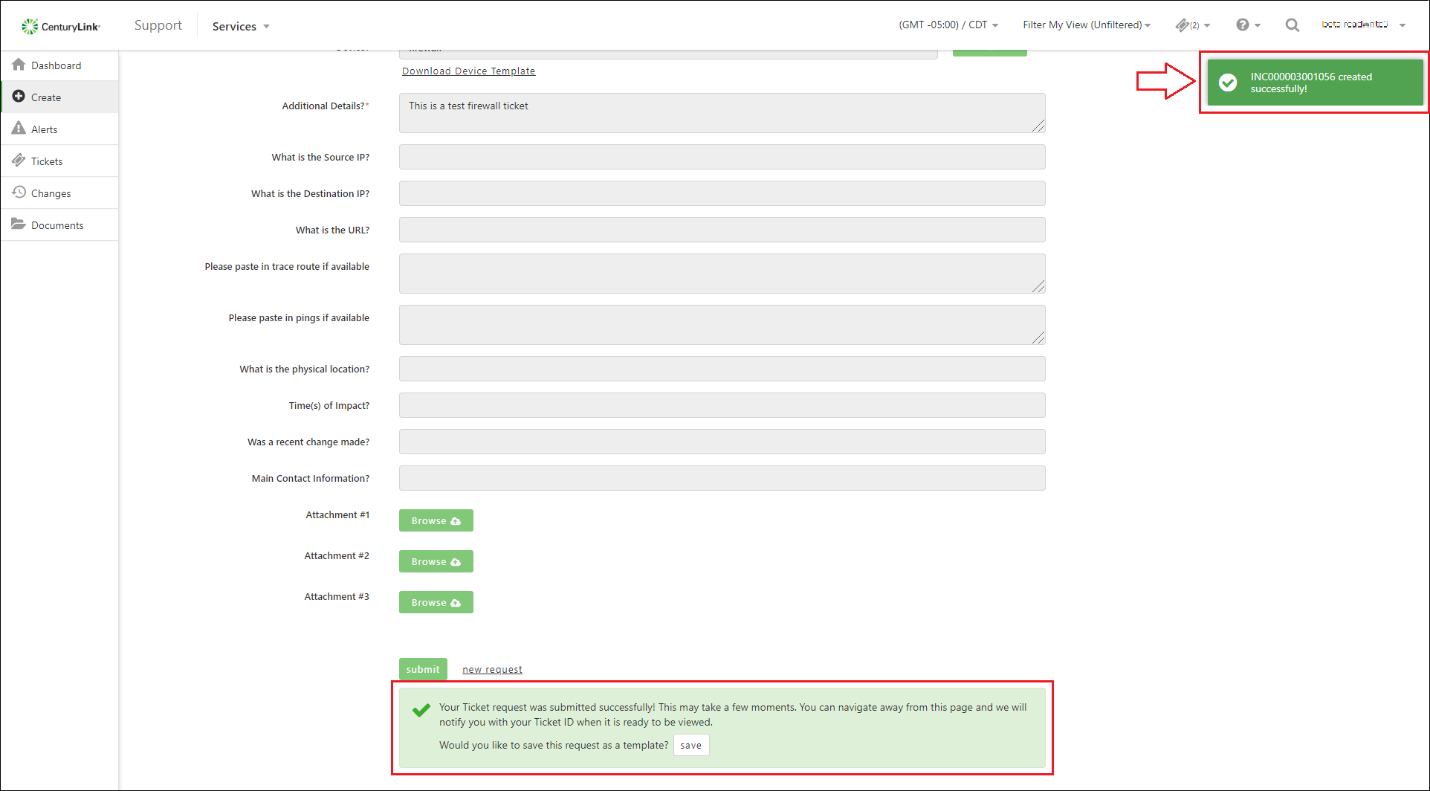 CenturyLink®
Support
Services
(GMT -05:00) / CDT
Filter My View (Unfiltered)
(2)
Dashboard
Create
Alerts
Tickets
Changes
Documents
INC000003001056 created
successfully!
Download Device Template
Additional Details?*
This is a test firewall ticket
What is the Source IP?
What is the Destination IP?
What is the URL?
Please paste in trace route if available
Please paste in pings if available
What is the physical location?
Time(s) of Impact?
Was a recent change made?
Main Contact Information?
Attachment #1
Browse
Attachment #2
Browse
Attachment #3
Browse
submit
new request
Your Ticket request was submitted successfully! This may take a few moments. You can navigate away from this page and we will
notify you with your Ticket ID when it is ready to be viewed.
Would you like to save this request as a template?
save